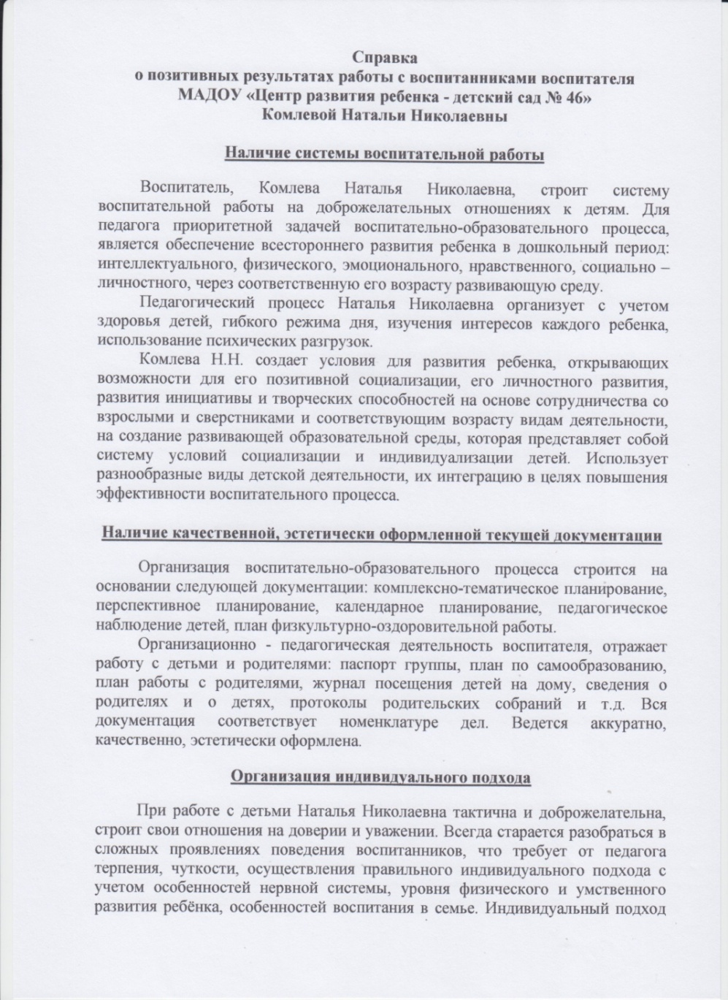 Справка
о позитивных результатах работы с воспитанниками воспитателя
МАДОУ «Центр развития ребенка - детский сад № 46»
Комлевой Натальи Николаевны
Наличие системы воспитательной работы
Воспитатель, Комлева Наталья Николаевна, строит систему
воспитательной работы на доброжелательных отношениях к детям. Для
педагога приоритетной задачей воспитательно-образовательного процесса,
является обеспечение всестороннего развития ребенка в дошкольный период:
интеллектуального, физического, эмоционального, нравственного, социально –
личностного, через соответственную его возрасту развивающую среду.
Педагогический процесс Наталья Николаевна организует с учетом
здоровья детей, гибкого режима дня, изучения интересов каждого ребенка,
использование психических разгрузок.
Комлева Н.Н. создает условия для развития ребенка, открывающих
возможности для его позитивной социализации, его личностного развития,
развития инициативы и творческих способностей на основе сотрудничества со
взрослыми и сверстниками и соответствующим возрасту видам деятельности,
на создание развивающей образовательной среды, которая представляет собой
систему условий социализации и индивидуализации детей. Использует
разнообразные виды детской деятельности, их интеграцию в целях повышения
эффективности воспитательного процесса.
Наличие качественной, эстетически оформленной текущей документации
Организация воспитательно-образовательного процесса строится на
основании следующей документации: комплексно-тематическое планирование,
перспективное планирование, календарное планирование, педагогическое
наблюдение детей, план физкультурно-оздоровительной работы.
Организационно - педагогическая деятельность воспитателя, отражает
работу с детьми и родителями: паспорт группы, план по самообразованию,
план работы с родителями, журнал посещения детей на дому, сведения о
родителях и о детях, протоколы родительских собраний и т.д. Вся
документация соответствует номенклатуре дел. Ведется аккуратно,
качественно, эстетически оформлена.
Организация индивидуального подхода
При работе с детьми Наталья Николаевна тактична и доброжелательна,
строит свои отношения на доверии и уважении. Всегда старается разобраться в
сложных проявлениях поведения воспитанников, что требует от педагога
терпения, чуткости, осуществления правильного индивидуального подхода с
учетом особенностей нервной системы, уровня физического и умственного
развития ребёнка, особенностей воспитания в семье. Индивидуальный подход